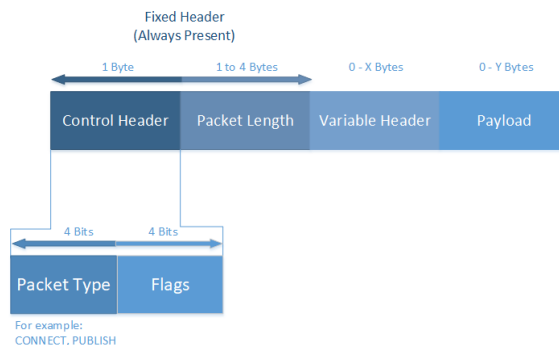 Fixed Header
(Always Present)
1 Byte
1 to 4 Bytes
0 - X Bytes
0 - Y Bytes
Control Header
Packet Length
Variable Header
Payload
4 Bits
4 Bits
Packet Type
Flags
For example:
CONNECT, PUBLISH